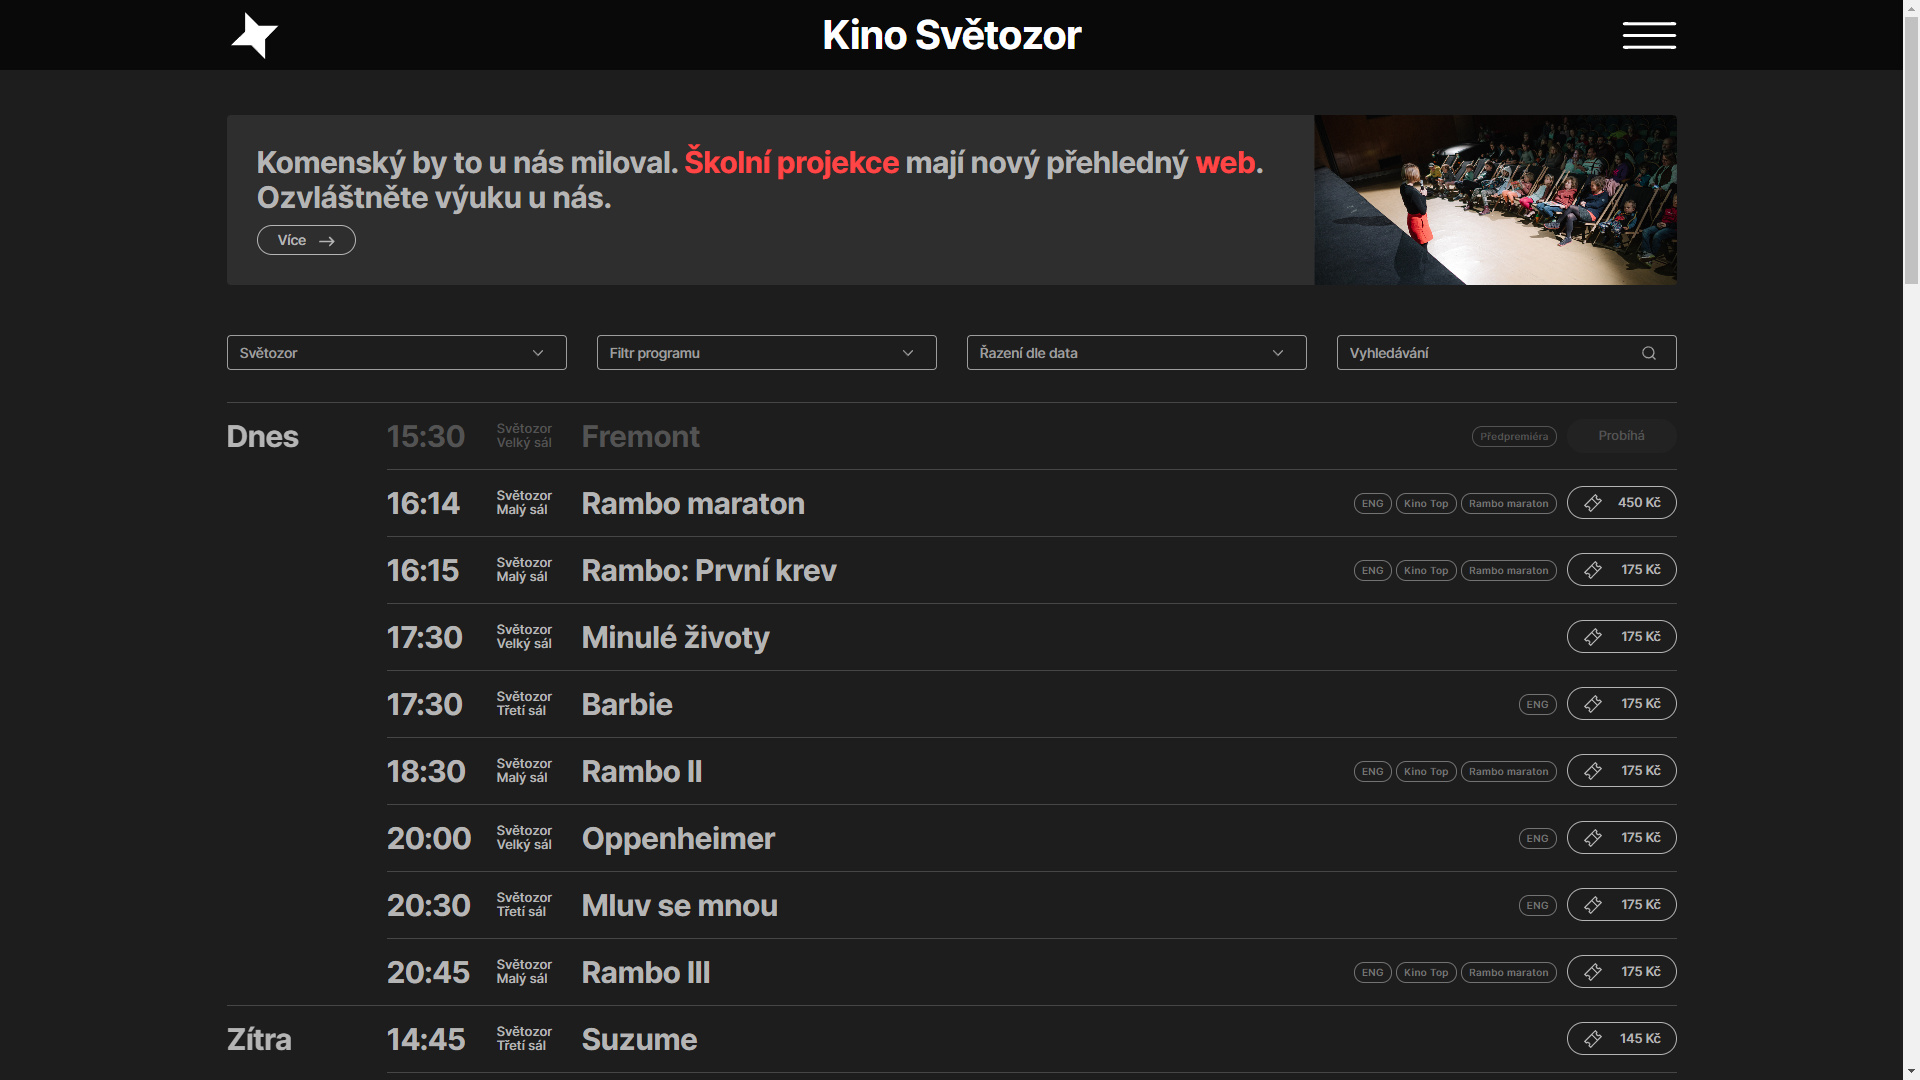 Kino Světozor
Komenský by to u nás miloval. Školní projekce mají nový přehledný web.
Ozvláštněte výuku u nás.
Více
Světozor
Filtr programu
Řazení dle data
Vyhledávání
Dnes
15:30
Světozor
Velký sál
Fremont
Předpremiéra
Probíhá
16:14
Světozor
Malý sál
Rambo maraton
ENG
Kino Top
Rambo maraton
450 Kč
16:15
Světozor
Malý sál
Rambo: První krev
ENG
Kino Top
Rambo maraton
175 Kč
17:30
Světozor
Velký sál
Minulé životy
175 Kč
17:30
Světozor
Třetí sál
Barbie
ENG
175 Kč
18:30
Světozor
Malý sál
Rambo II
ENG
Kino Top
Rambo maraton
175 Kč
20:00
Světozor
Velký sál
Oppenheimer
ENG
175 Kč
20:30
Světozor
Třetí sál
Mluv se mnou
ENG
175 Kč
20:45
Světozor
Malý sál
Rambo III
ENG
Kino Top
Rambo maraton
175 Kč
Zítra
14:45
Světozor
Třetí sál
Suzume
145 Kč